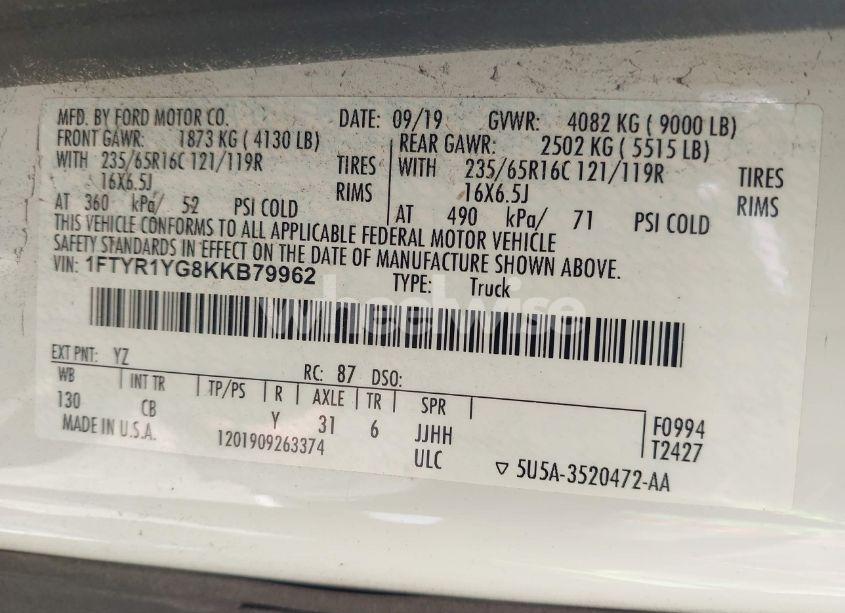 MFD. BY FORD MOTOR CO. DATE: 09/19 GVWR: 4082 KG ( 9000 LB)
FRONT GAWR: 1873 KG ( 4130 LB) REAR GAWR: 2502 KG ( 5515 LB)
WITH 235/65R16C 121/119R TIRES WITH 235/65R16C 121/119R TIRES
16X6.5J RIMS 16X6.5J RIMS
AT 360 kPa/ 52 PSI COLD AT 490 kPa/ 71 PSI COLD
THIS VEHICLE CONFORMS TO ALL APPLICABLE FEDERAL MOTOR VEHICLE
SAFETY STANDARDS IN EFFECT ON THE DATE OF MANUFACTURE SHOWN ABOVE.
VIN: 1FTYR1YG8KKB79962 TYPE: Truck
wheelwise
EXT PNT: YZ RC: 87 DSO:
WB INT TR TP/PS R AXLE TR SPR
130 CB Y 31 6 JJHH F0994
MADE IN U.S.A. 1201909263374 ULC T2427
5U5A-3520472-AA